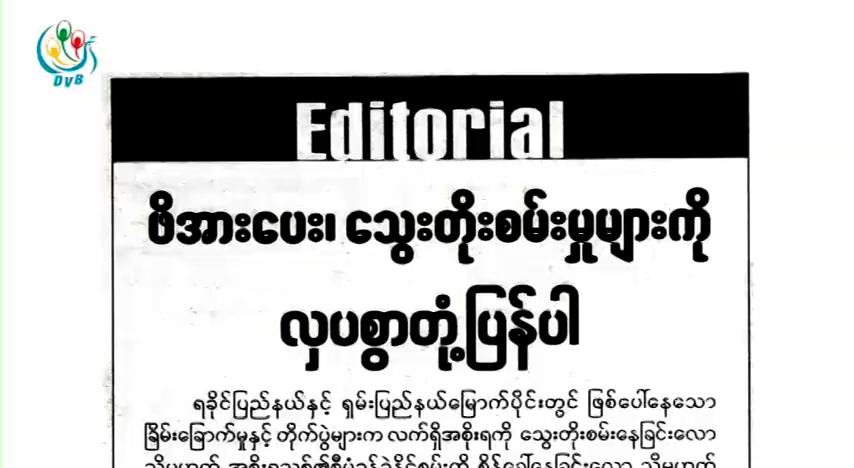 DVB
Editorial
ဖိအားပေး၊ သွေးတိုးစမ်းမှုများကို
လှပစွာတုံ့ပြန်ပါ
ရခိုင်ပြည်နယ်နှင့် ရှမ်းပြည်နယ်မြောက်ပိုင်းတွင် ဖြစ်ပေါ်နေသော
ခြိမ်းခြောက်မှုနှင့် တိုက်ပွဲများက လက်ရှိအစိုးရကို သွေးတိုးစမ်းနေခြင်းလော